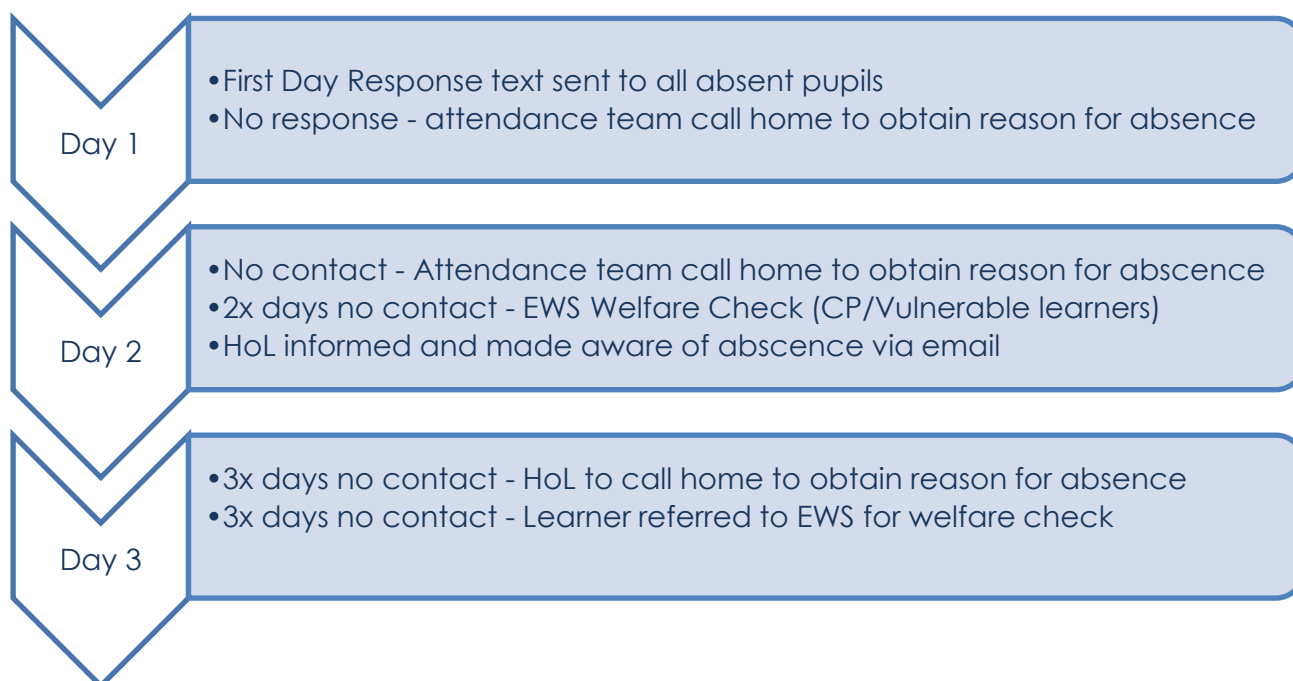 Day 1
•First Day Response text sent to all absent pupils
•No response - attendance team call home to obtain reason for absence
Day 2
•No contact - Attendance team call home to obtain reason for abscence
•2x days no contact - EWS Welfare Check (CP/Vulnerable learners)
•HoL informed and made aware of abscence via email
Day 3
•3x days no contact - HoL to call home to obtain reason for absence
•3x days no contact - Learner referred to EWS for welfare check